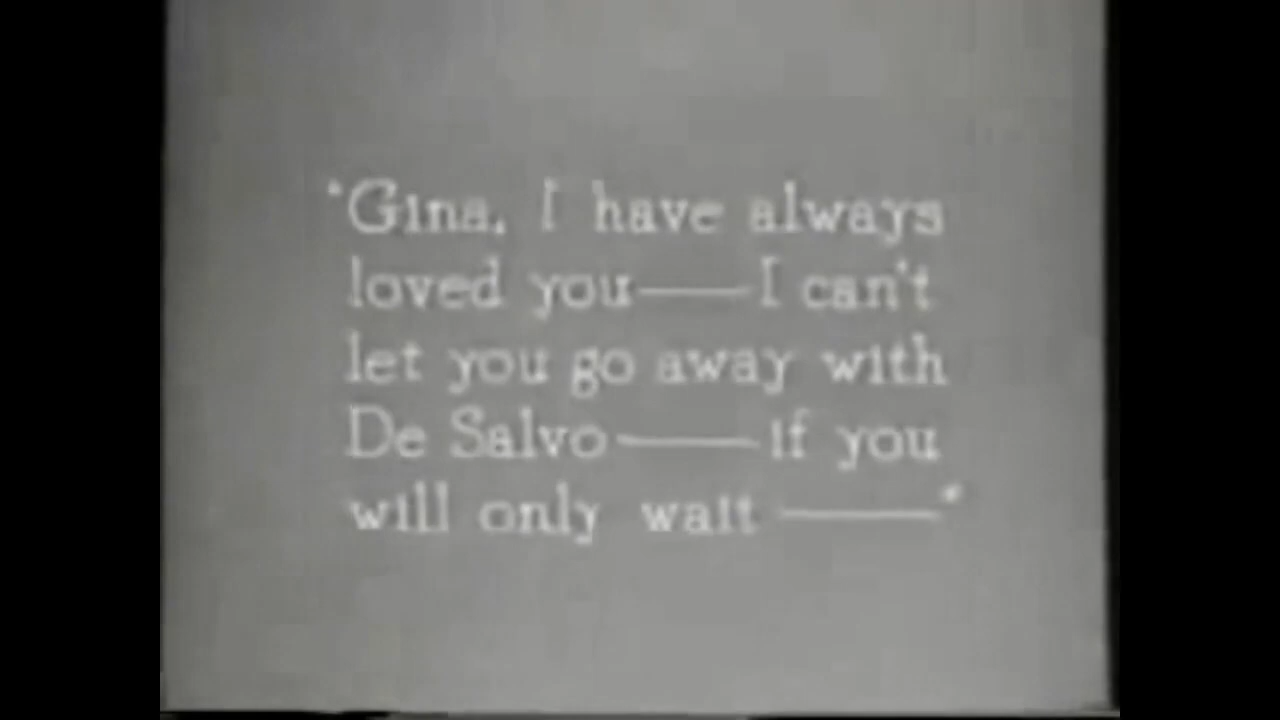 "Gina, I have always
loved you——I can't
let you go away with
De Salvo——if you
will only wait ——"